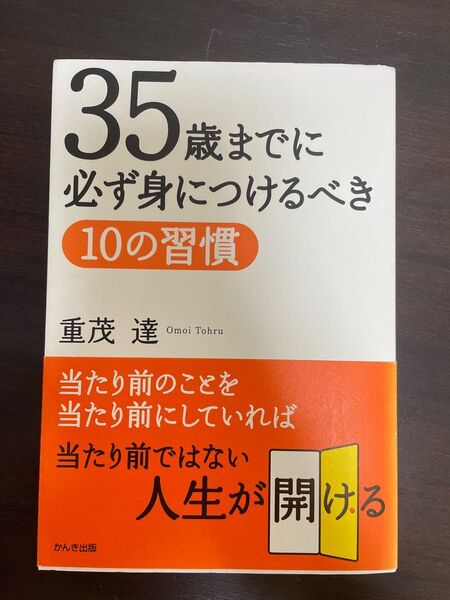 35歳までに
必ず身につけるべき
10の習慣
重茂 達 Omoi Tohru
当たり前のことを
当たり前にしていれば
当たり前ではない
人生が開ける
かんき出版